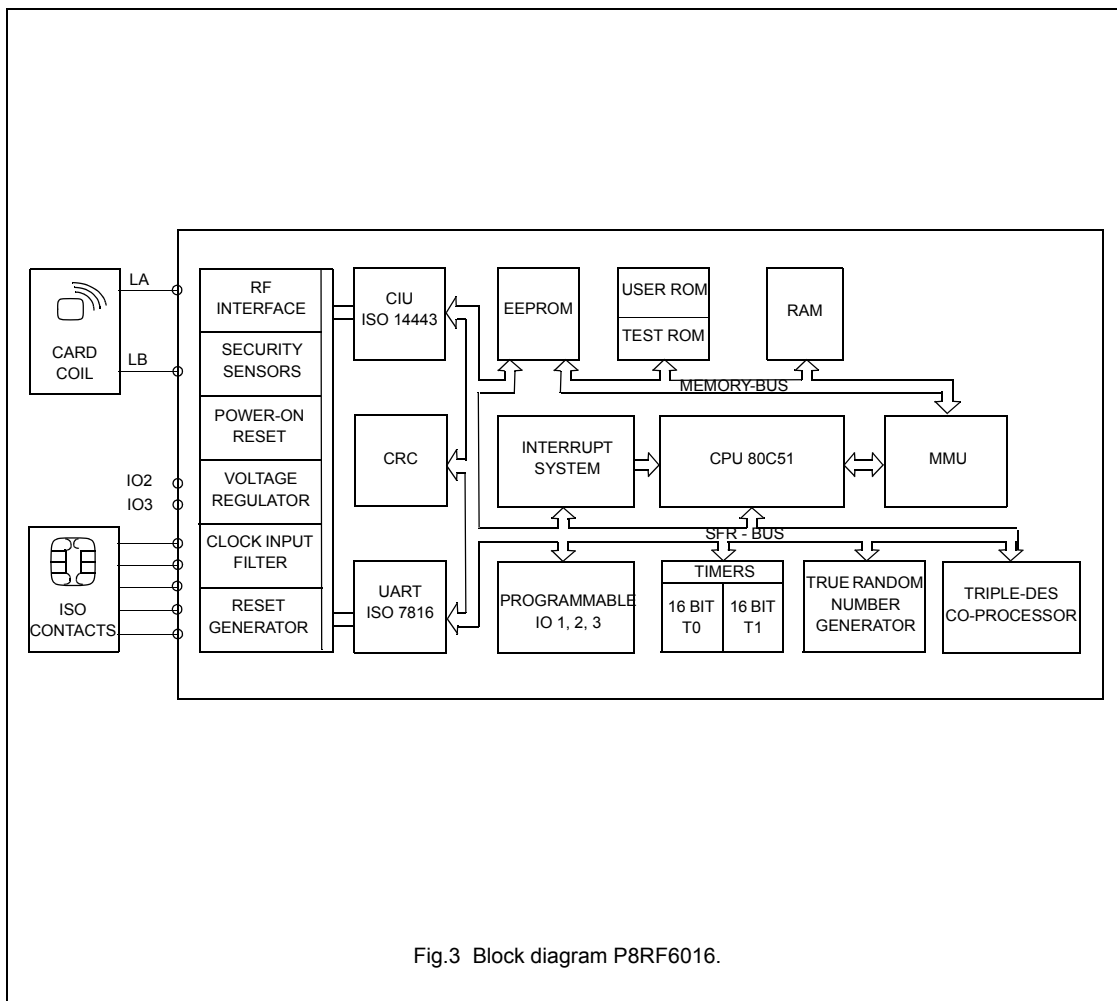 LA
LB
CARD
COIL
IO2
IO3
ISO
CONTACTS
RF
INTERFACE
SECURITY
SENSORS
POWER-ON
RESET
VOLTAGE
REGULATOR
CLOCK INPUT
FILTER
RESET
GENERATOR
CIU
ISO 14443
CRC
UART
ISO 7816
EEPROM
USER ROM
TEST ROM
RAM
MEMORY-BUS
INTERRUPT
SYSTEM
CPU 80C51
MMU
SFR - BUS
PROGRAMMABLE
IO 1, 2, 3
TIMERS
16 BIT
T0
16 BIT
T1
TRUE RANDOM
NUMBER
GENERATOR
TRIPLE-DES
CO-PROCESSOR
Fig.3 Block diagram P8RF6016.